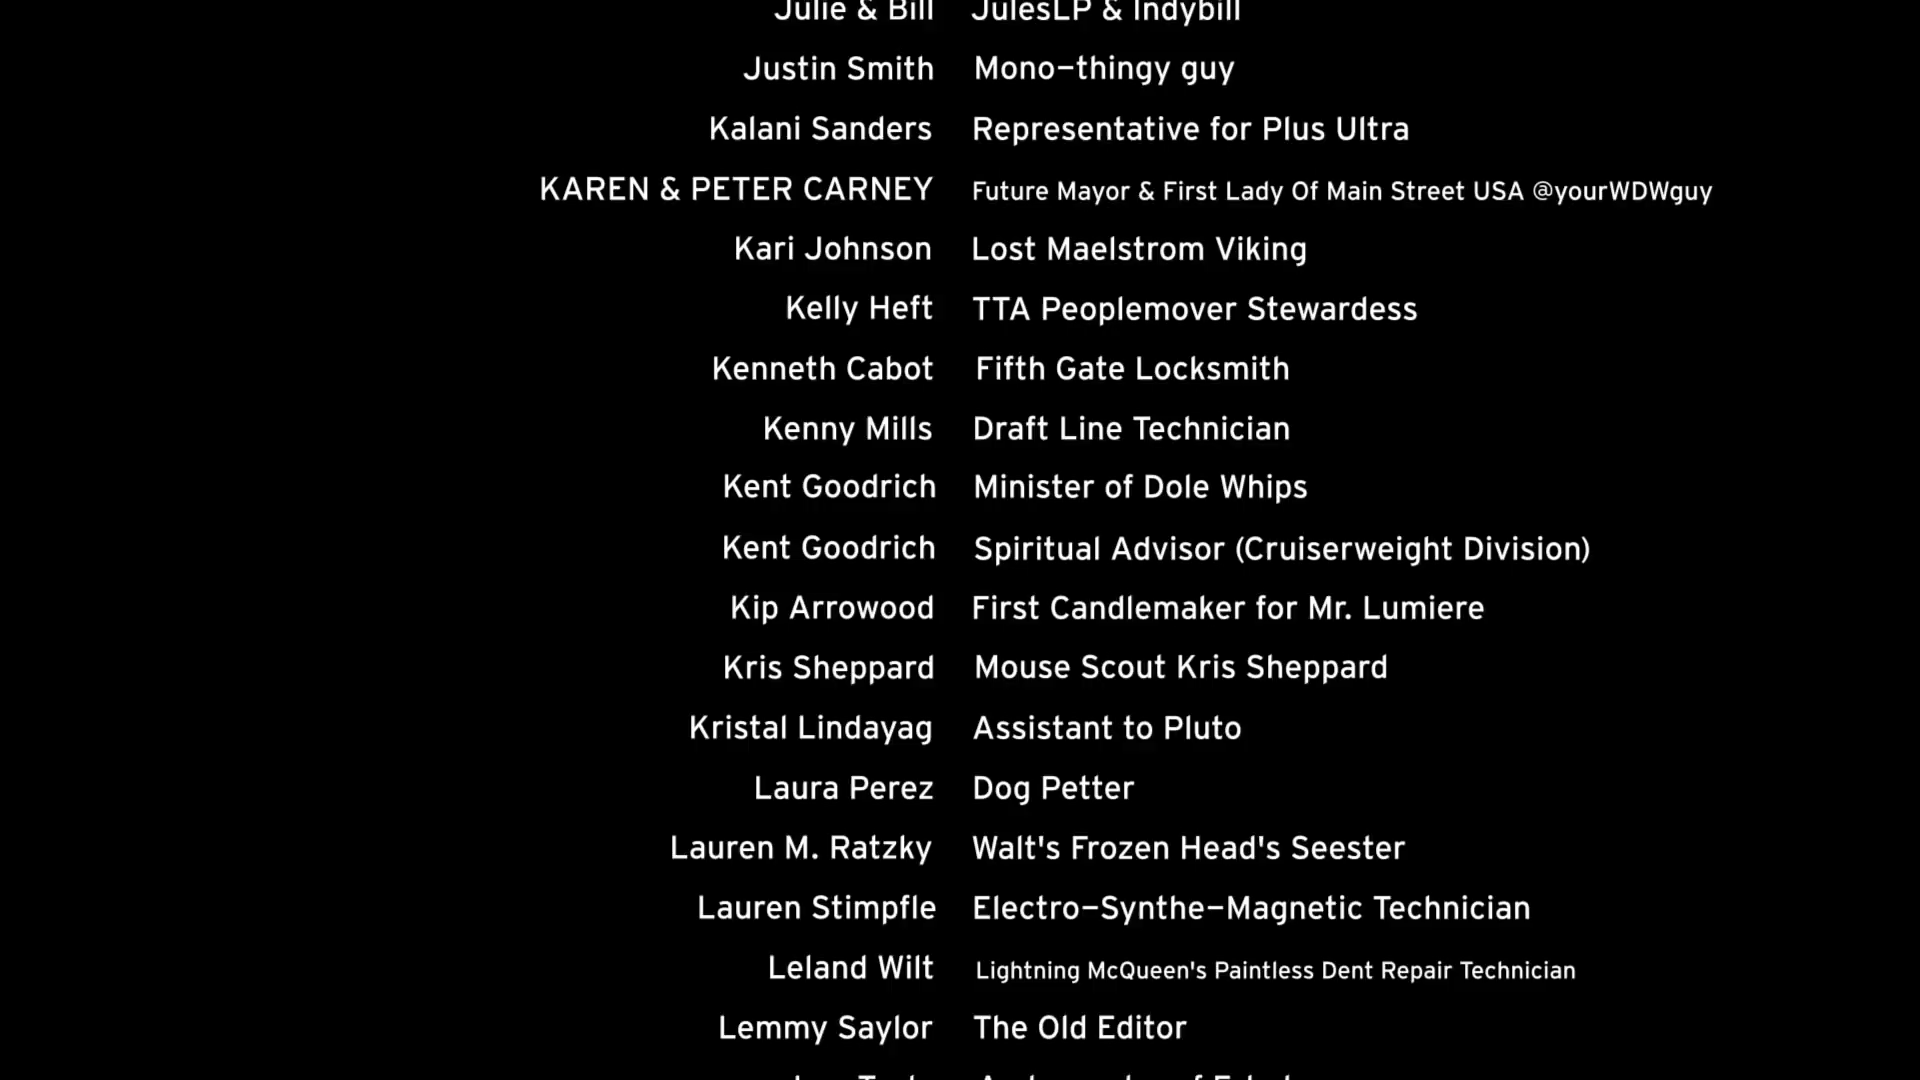 Julie & Bill JulesLP & Indybill
Justin Smith Mono-thingy guy
Kalani Sanders Representative for Plus Ultra
KAREN & PETER CARNEY Future Mayor & First Lady Of Main Street USA @yourWDWguy
Kari Johnson Lost Maelstrom Viking
Kelly Heft TTA Peoplemover Stewardess
Kenneth Cabot Fifth Gate Locksmith
Kenny Mills Draft Line Technician
Kent Goodrich Minister of Dole Whips
Kent Goodrich Spiritual Advisor (Cruiserweight Division)
Kip Arrowood First Candlemaker for Mr. Lumiere
Kris Sheppard Mouse Scout Kris Sheppard
Kristal Lindayag Assistant to Pluto
Laura Perez Dog Petter
Lauren M. Ratzky Walt's Frozen Head's Seester
Lauren Stimpfle Electro-Synthe-Magnetic Technician
Leland Wilt Lightning McQueen's Paintless Dent Repair Technician
Lemmy Saylor The Old Editor